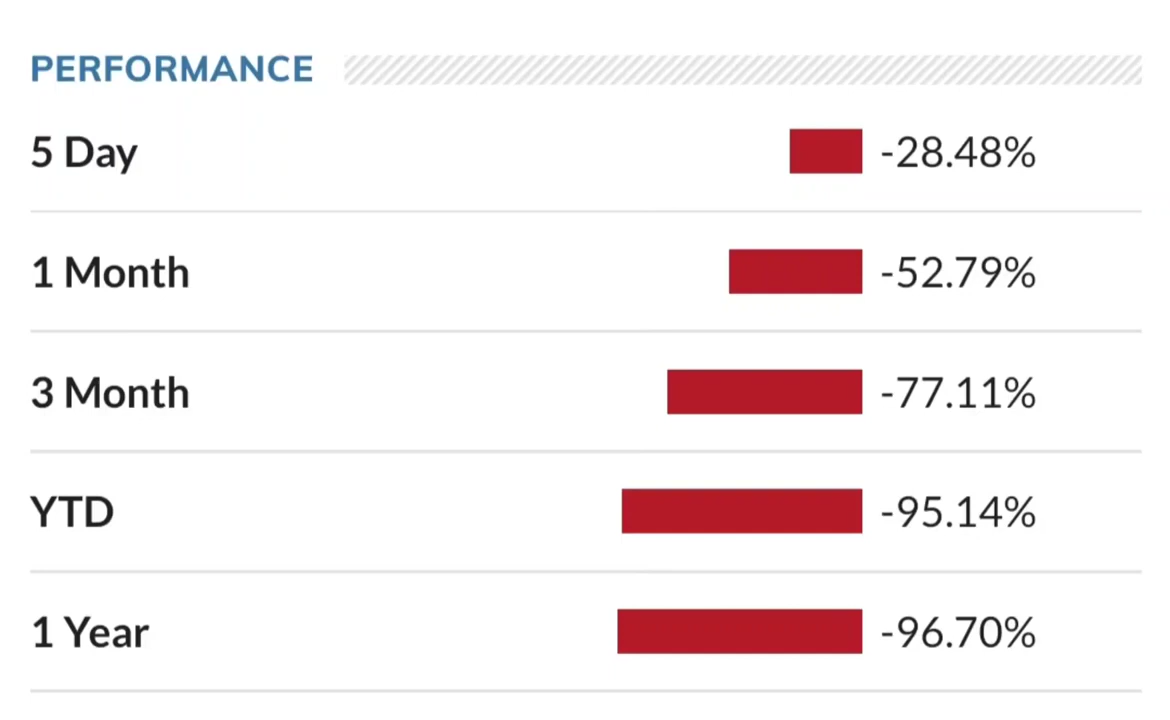 PERFORMANCE
5 Day -28.48%
1 Month -52.79%
3 Month -77.11%
YTD -95.14%
1 Year -96.70%